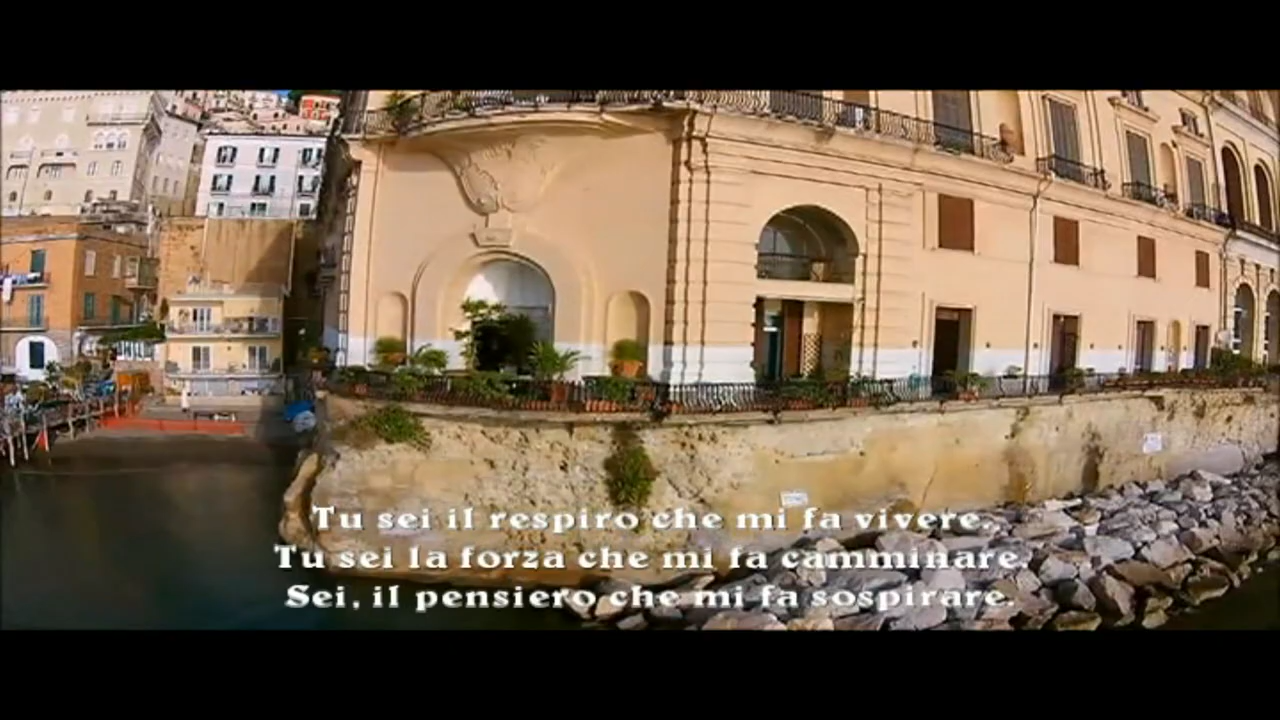 Tu sei il respiro che mi fa vivere.
Tu sei la forza che mi fa camminare.
Sei, il pensiero che mi fa sospirare.